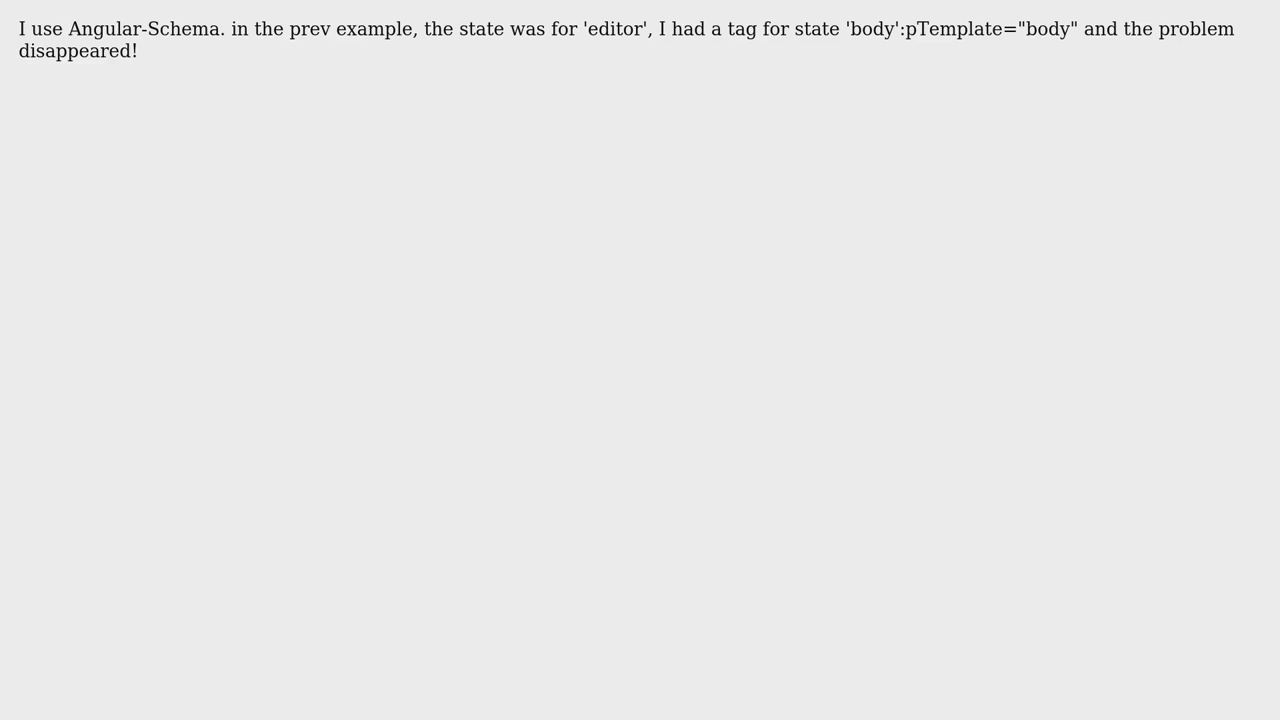 I use Angular-Schema. in the prev example, the state was for 'editor', I had a tag for state 'body':pTemplate="body" and the problem
disappeared!